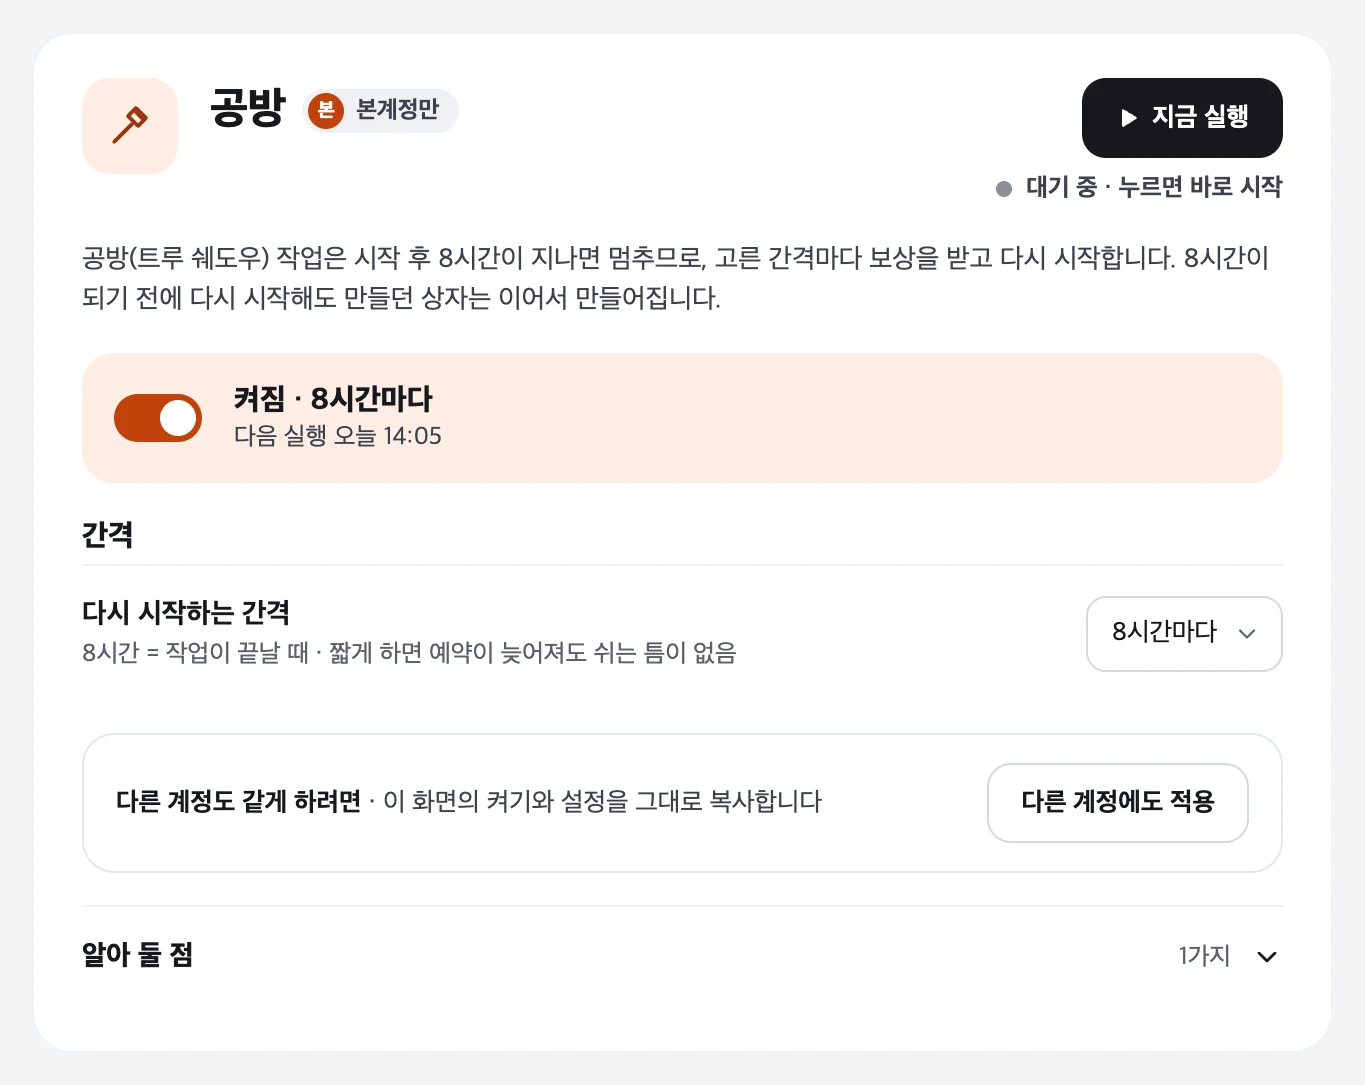 공방 본 본계정만
▶ 지금 실행
대기 중 · 누르면 바로 시작
공방(트루 쉐도우) 작업은 시작 후 8시간이 지나면 멈추므로, 고른 간격마다 보상을 받고 다시 시작합니다. 8시간이
되기 전에 다시 시작해도 만들던 상자는 이어서 만들어집니다.
켜짐 · 8시간마다
다음 실행 오늘 14:05
간격
다시 시작하는 간격
8시간 = 작업이 끝날 때 · 짧게 하면 예약이 늦어져도 쉬는 틈이 없음
8시간마다
다른 계정도 같게 하려면 · 이 화면의 켜기와 설정을 그대로 복사합니다
다른 계정에도 적용
알아 둘 점
1가지